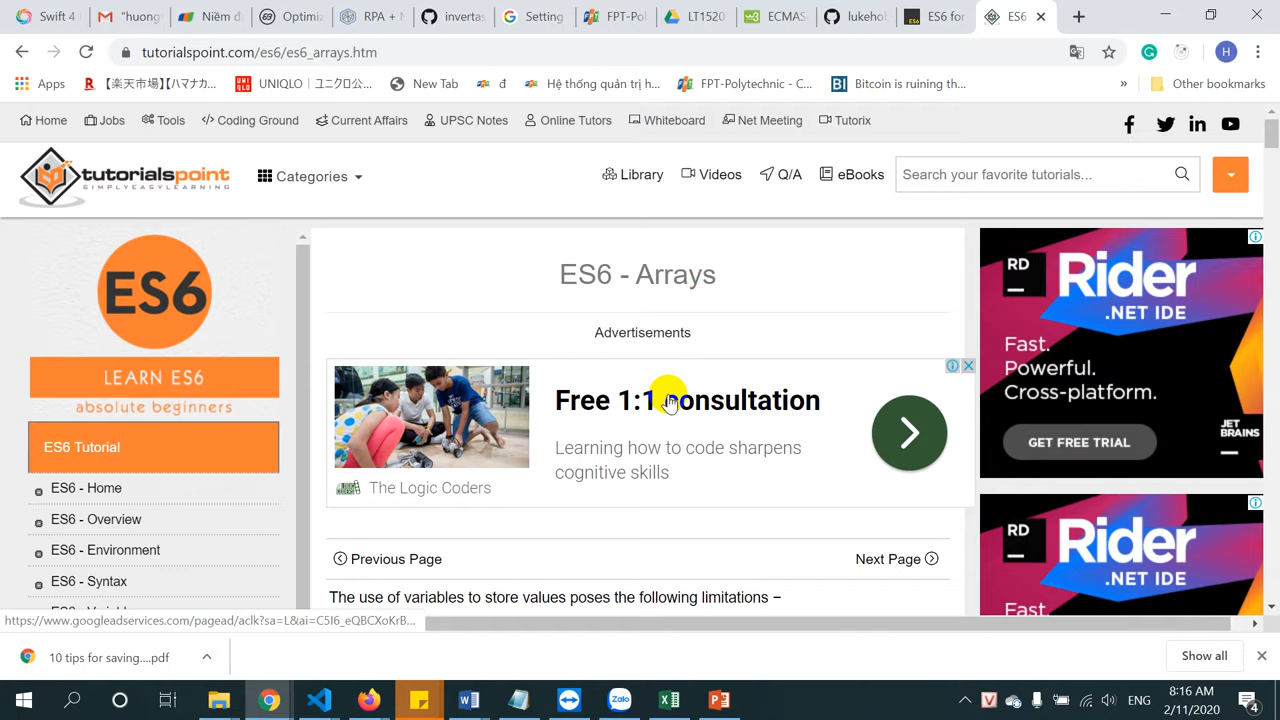 Swift 4
"huong
Niềm đ
Optimiz
RPA + N
invertas
Setting
FPT-Pol
LT1521
ECMAS
lukehol
ES6 for
ES6
tutorialspoint.com/es6/es6_arrays.htm
H
Apps
【楽天市場】【ハマナカ...
UNIQLO｜ユニクロ公...
New Tab
đ
Hệ thống quản trị h...
FPT-Polytechnic - C...
BI
Bitcoin is ruining th...
»
Other bookmarks
Home
Jobs
Tools
Coding Ground
Current Affairs
UPSC Notes
Online Tutors
Whiteboard
Net Meeting
Tutorix
tutorialspoint
SIMPLYEASYLEARNING
Categories
Library
Videos
Q/A
eBooks
Search your favorite tutorials...
ES6
LEARN ES6
absolute beginners
ES6 Tutorial
ES6 - Home
ES6 - Overview
ES6 - Environment
ES6 - Syntax
ES6 - Arrays
Advertisements
Free 1:1 consultation
Learning how to code sharpens
cognitive skills
The Logic Coders
Previous Page
Next Page
The use of variables to store values poses the following limitations −
RD
Rider
.NET IDE
Fast.
Powerful.
Cross-platform.
GET FREE TRIAL
JET
BRAINS
RD
Rider
.NET IDE
Fast.
https://www.googleadservices.com/pagead/aclk?sa=L&ai=C5I6_eQBCXoKrB...
10 tips for saving....pdf
Show all
Zalo
V
ENG
8:16 AM
2/11/2020
4